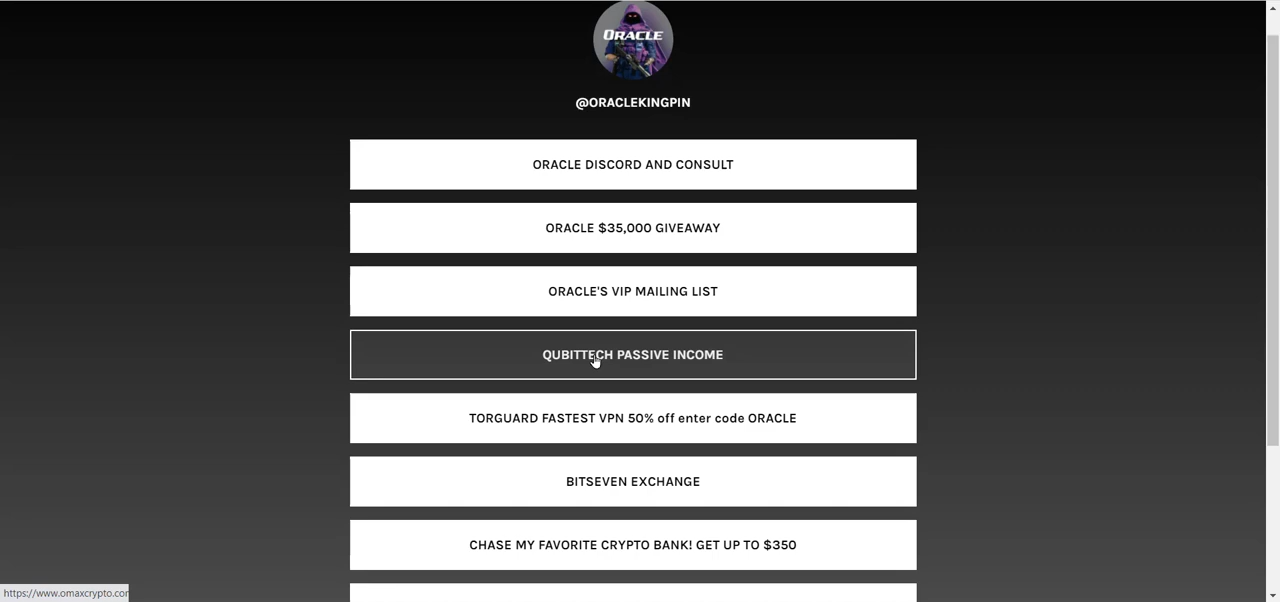 ORACLE
@ORACLEKINGPIN
ORACLE DISCORD AND CONSULT
ORACLE $35,000 GIVEAWAY
ORACLE'S VIP MAILING LIST
QUBITTECH PASSIVE INCOME
TORGUARD FASTEST VPN 50% off enter code ORACLE
BITSEVEN EXCHANGE
CHASE MY FAVORITE CRYPTO BANK! GET UP TO $350
https://www.omaxcrypto.cor